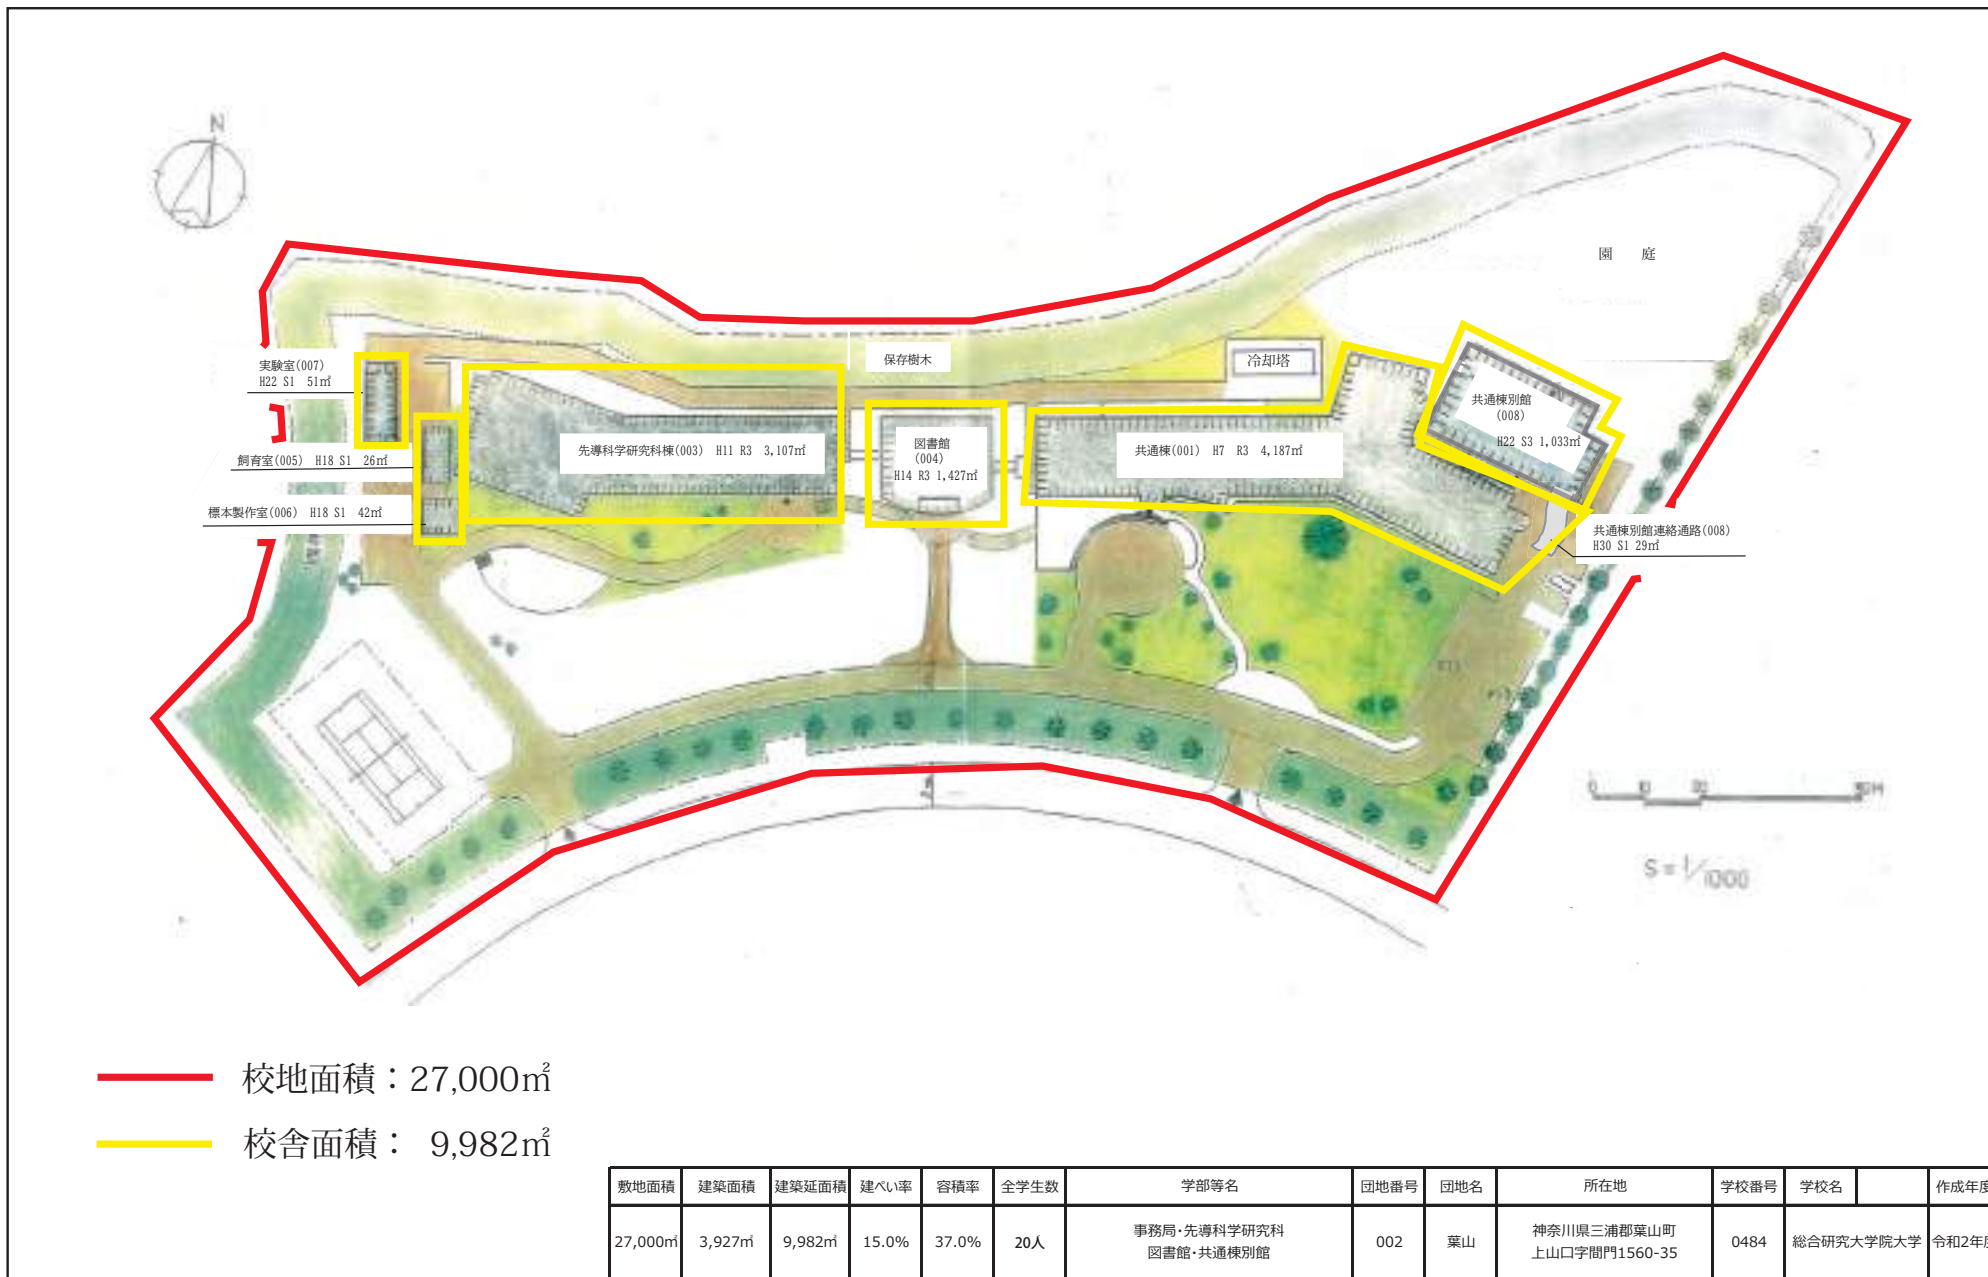 N
園 庭
保存樹木
冷却塔
実験室(007)
H22 S1 51㎡
飼育室(005) H18 S1 26㎡
標本製作室(006) H18 S1 42㎡
先導科学研究科棟(003) H11 R3 3,107㎡
図書館
(004)
H14 R3 1,427㎡
共通棟(001) H7 R3 4,187㎡
共通棟別館
(008)
H22 S3 1,033㎡
共通棟別館連絡通路(008)
H30 S1 29㎡
0 10 20 50M
S=1/1000
校地面積：27,000㎡
校舎面積： 9,982㎡
敷地面積 建築面積 建築延面積 建ぺい率 容積率 全学生数 学部等名 団地番号 団地名 所在地 学校番号 学校名 作成年度
27,000㎡ 3,927㎡ 9,982㎡ 15.0% 37.0% 20人 事務局・先導科学研究科 002 葉山 神奈川県三浦郡葉山町 0484 総合研究大学院大学 令和2年度
図書館・共通棟別館 上山口字間門1560-35